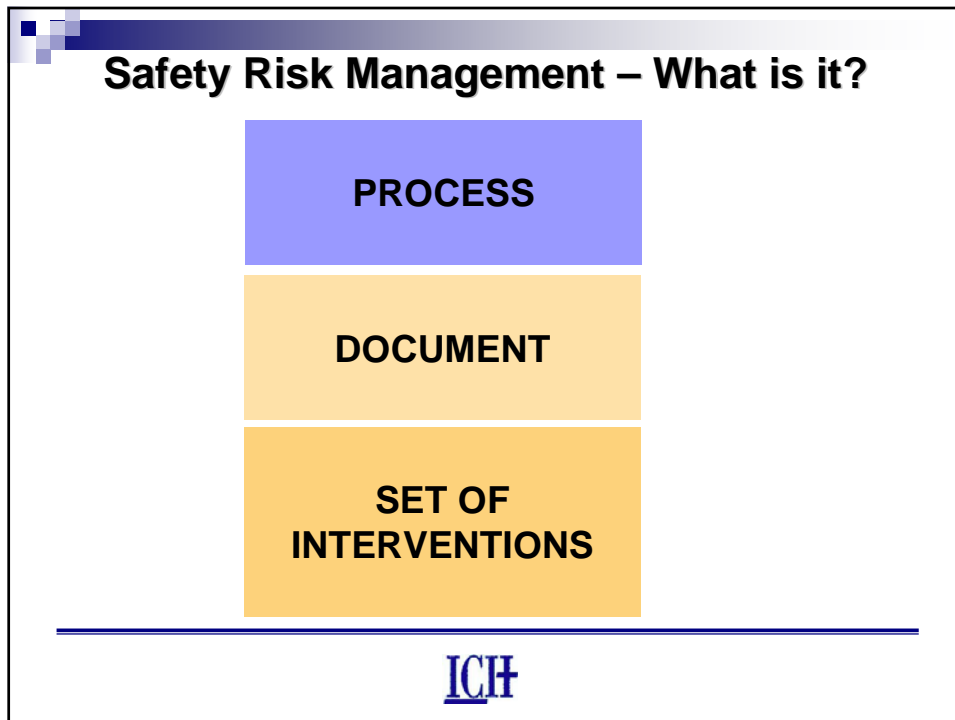 Safety Risk Management – What is it?
PROCESS
DOCUMENT
SET OF
INTERVENTIONS
ICH